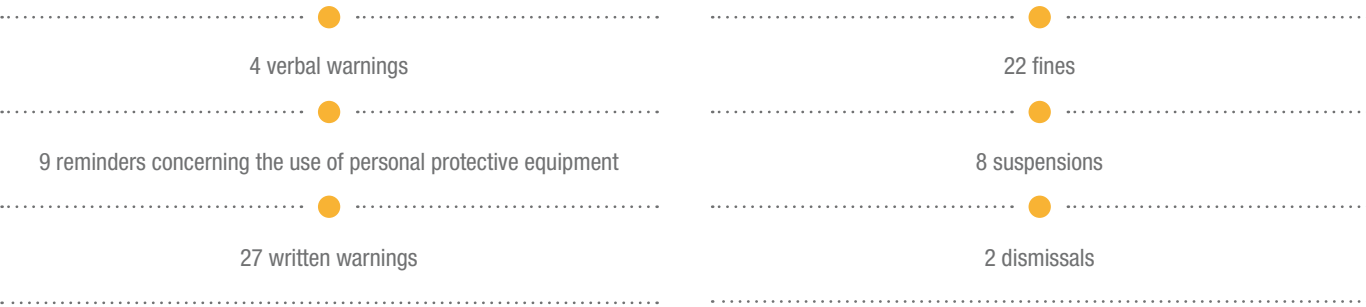 4 verbal warnings
9 reminders concerning the use of personal protective equipment
27 written warnings
22 fines
8 suspensions
2 dismissals